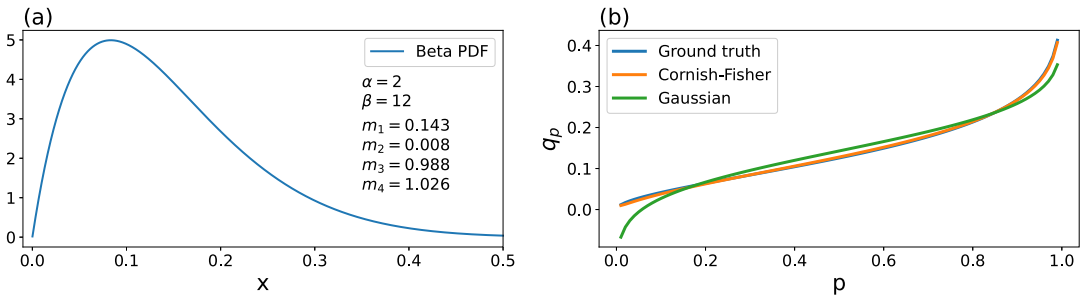 (a)
5
4
3
2
1
0
Beta PDF
α = 2
β = 12
m₁ = 0.143
m₂ = 0.008
m₃ = 0.988
m₄ = 1.026
0.0 0.1 0.2 0.3 0.4 0.5
x
(b)
0.4
0.3
0.2
0.1
0.0
qₚ
Ground truth
Cornish-Fisher
Gaussian
0.0 0.2 0.4 0.6 0.8 1.0
p